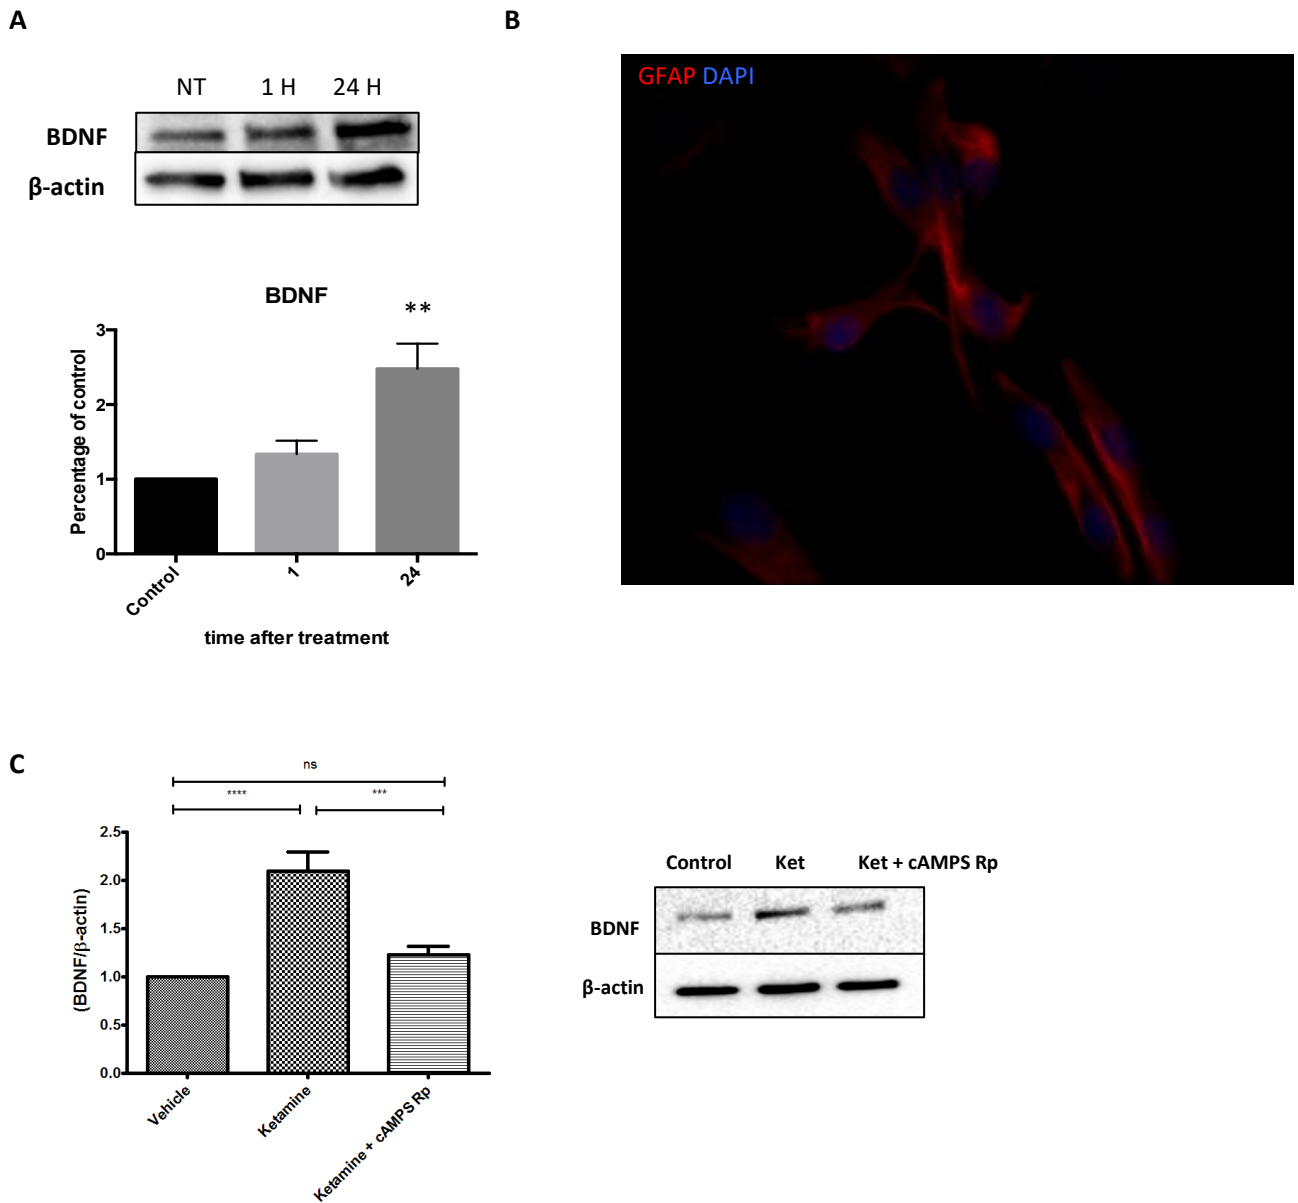 A
NT 1 H 24 H
BDNF
β-actin
BDNF
**
Percentage of control
3
2
1
0
Control
1
24
time after treatment
B
GFAP DAPI
C
ns
**** ***
(BDNF/β-actin)
2.5
2.0
1.5
1.0
0.5
0.0
Vehicle
Ketamine
Ketamine + cAMPS Rp
Control Ket Ket + cAMPS Rp
BDNF
β-actin